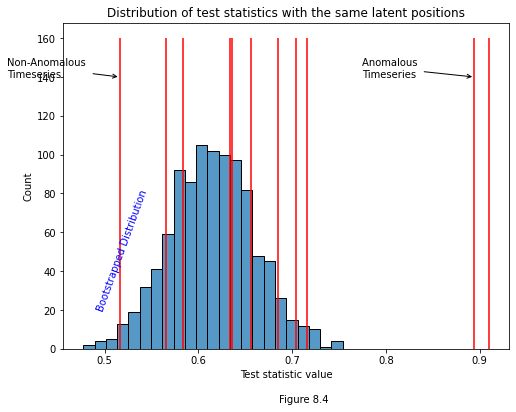 Distribution of test statistics with the same latent positions
160
Non-Anomalous
Timeseries
Anomalous
Timeseries
140
120
100
80
60
40
20
0
Count
Bootstrapped Distribution
0.5 0.6 0.7 0.8 0.9
Test statistic value
Figure 8.4